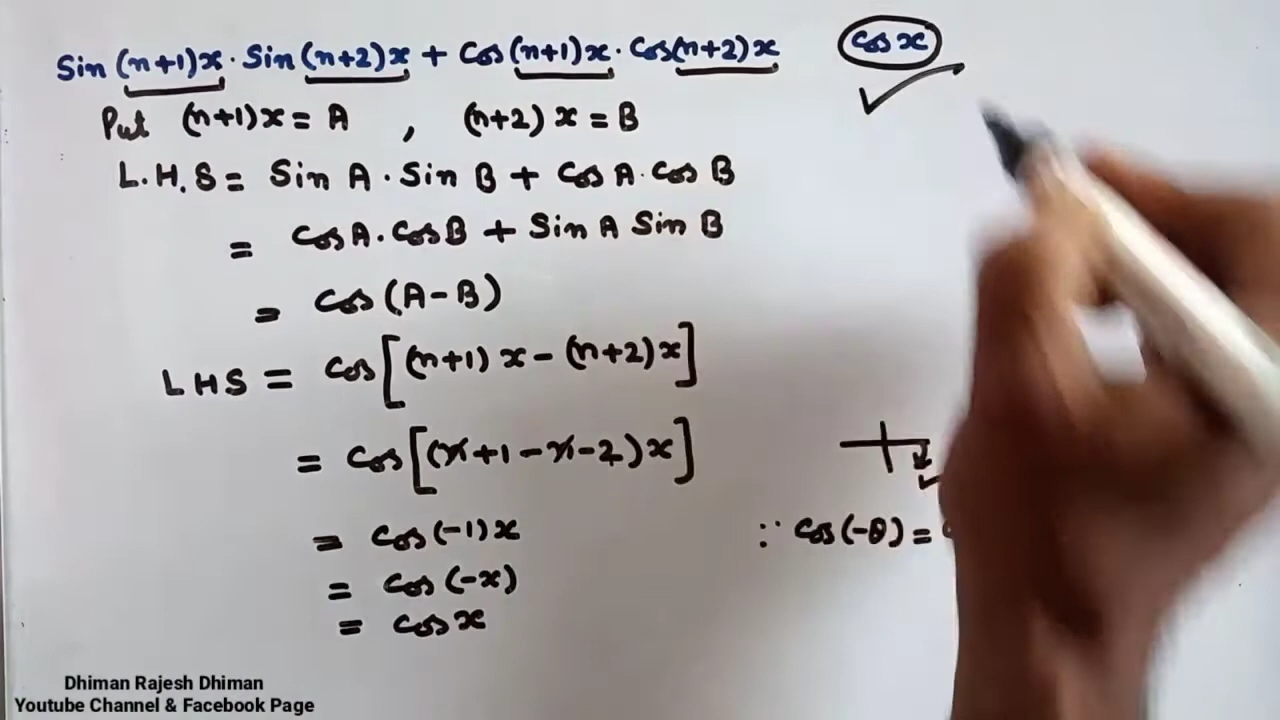 Sin (n+1)x · Sin (n+2)x + Cos (n+1)x · Cos(n+2)x Cos x
Put (n+1)x = A , (n+2) x = B
L.H.S = Sin A · Sin B + Cos A · Cos B
= Cos A · Cos B + Sin A Sin B
= Cos (A - B)
LHS = Cos [(n+1) x - (n+2)x]
= Cos [(n+1-n-2)x]
= Cos (-1)x
∵ Cos (-θ) =
= Cos (-x)
= Cos x
Dhiman Rajesh Dhiman
Youtube Channel & Facebook Page